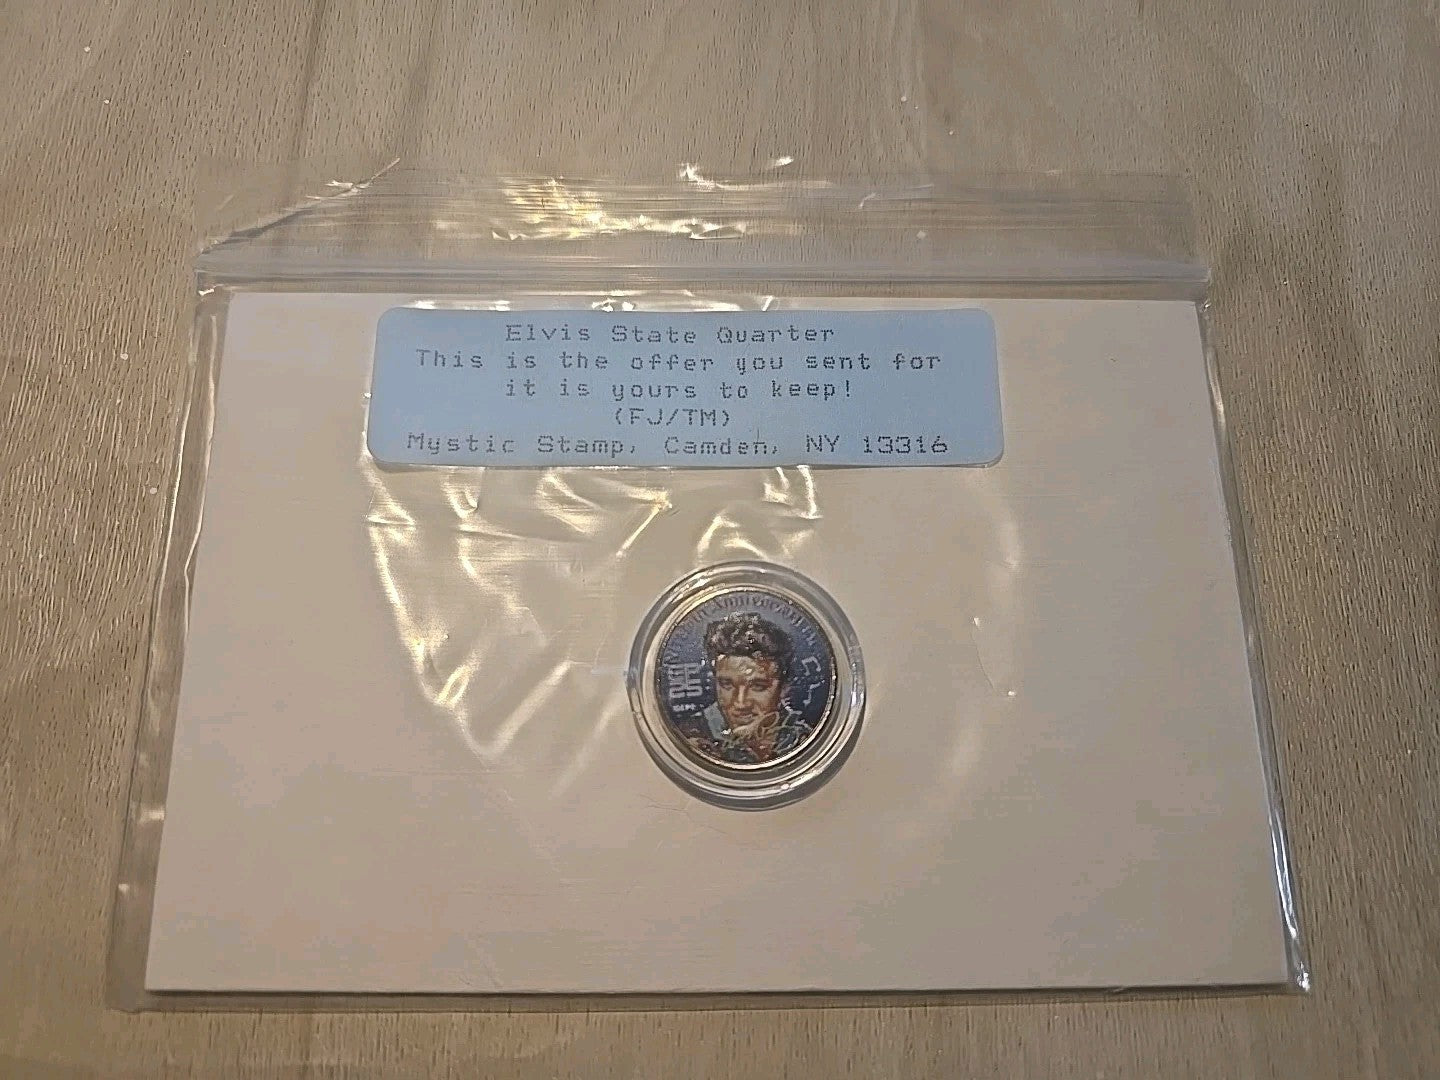 Elvis State Quarter
This is the offer you sent for
it is yours to keep!
(FJ/TM)
Mystic Stamp, Camden, NY 13316
Anniversary